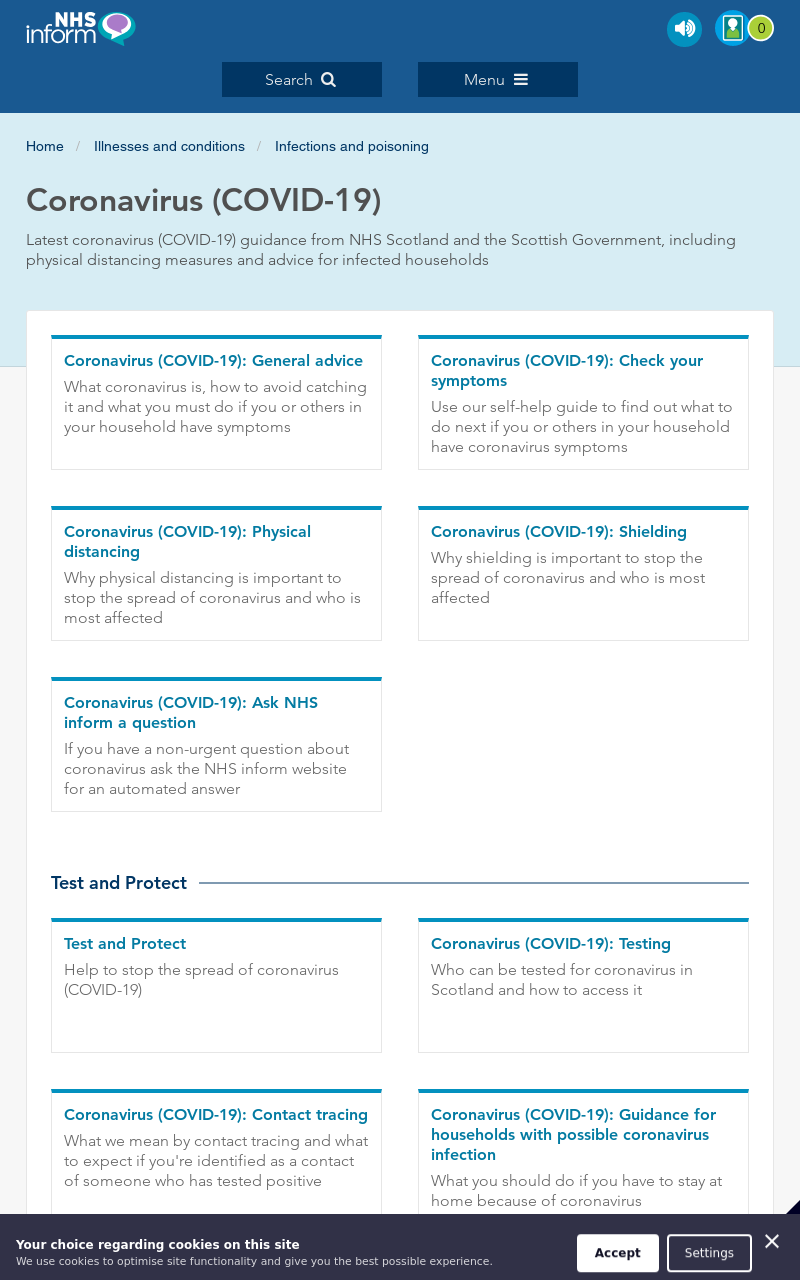 NHS
inform
0
Search
Menu
Home / Illnesses and conditions / Infections and poisoning
Coronavirus (COVID-19)
Latest coronavirus (COVID-19) guidance from NHS Scotland and the Scottish Government, including
physical distancing measures and advice for infected households
Coronavirus (COVID-19): General advice
What coronavirus is, how to avoid catching
it and what you must do if you or others in
your household have symptoms
Coronavirus (COVID-19): Check your
symptoms
Use our self-help guide to find out what to
do next if you or others in your household
have coronavirus symptoms
Coronavirus (COVID-19): Physical
distancing
Why physical distancing is important to
stop the spread of coronavirus and who is
most affected
Coronavirus (COVID-19): Shielding
Why shielding is important to stop the
spread of coronavirus and who is most
affected
Coronavirus (COVID-19): Ask NHS
inform a question
If you have a non-urgent question about
coronavirus ask the NHS inform website
for an automated answer
Test and Protect
Test and Protect
Help to stop the spread of coronavirus
(COVID-19)
Coronavirus (COVID-19): Testing
Who can be tested for coronavirus in
Scotland and how to access it
Coronavirus (COVID-19): Contact tracing
What we mean by contact tracing and what
to expect if you're identified as a contact
of someone who has tested positive
Coronavirus (COVID-19): Guidance for
households with possible coronavirus
infection
What you should do if you have to stay at
home because of coronavirus
Your choice regarding cookies on this site
We use cookies to optimise site functionality and give you the best possible experience.
Accept
Settings